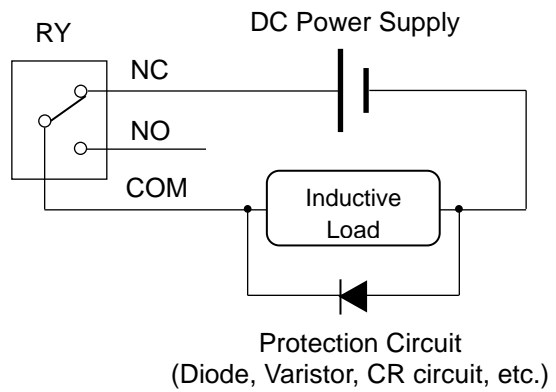 DC Power Supply
RY
NC
NO
COM
Inductive
Load
Protection Circuit
(Diode, Varistor, CR circuit, etc.)